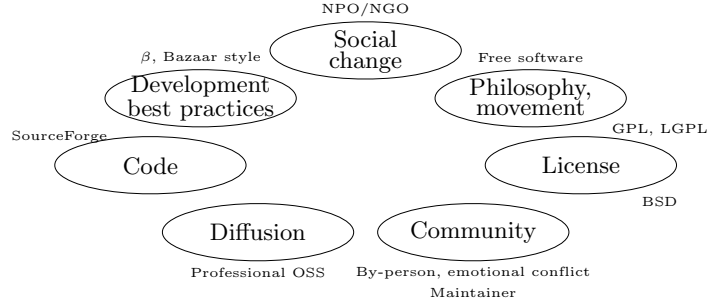 NPO/NGO
Social
change
β, Bazaar style
Development
best practices
Free software
Philosophy,
movement
SourceForge
Code
GPL, LGPL
License
BSD
Diffusion
Professional OSS
Community
By-person, emotional conflict
Maintainer